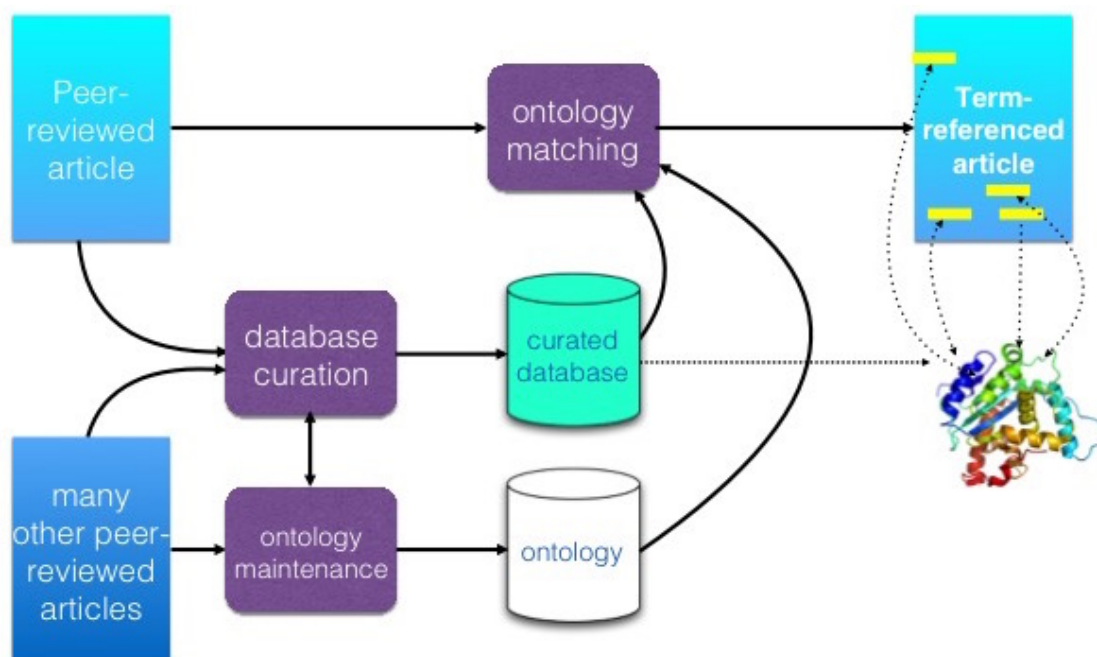 Peer-
reviewed
article
ontology
matching
Term-
referenced
article
database
curation
curated
database
many
other peer-
reviewed
articles
ontology
maintenance
ontology